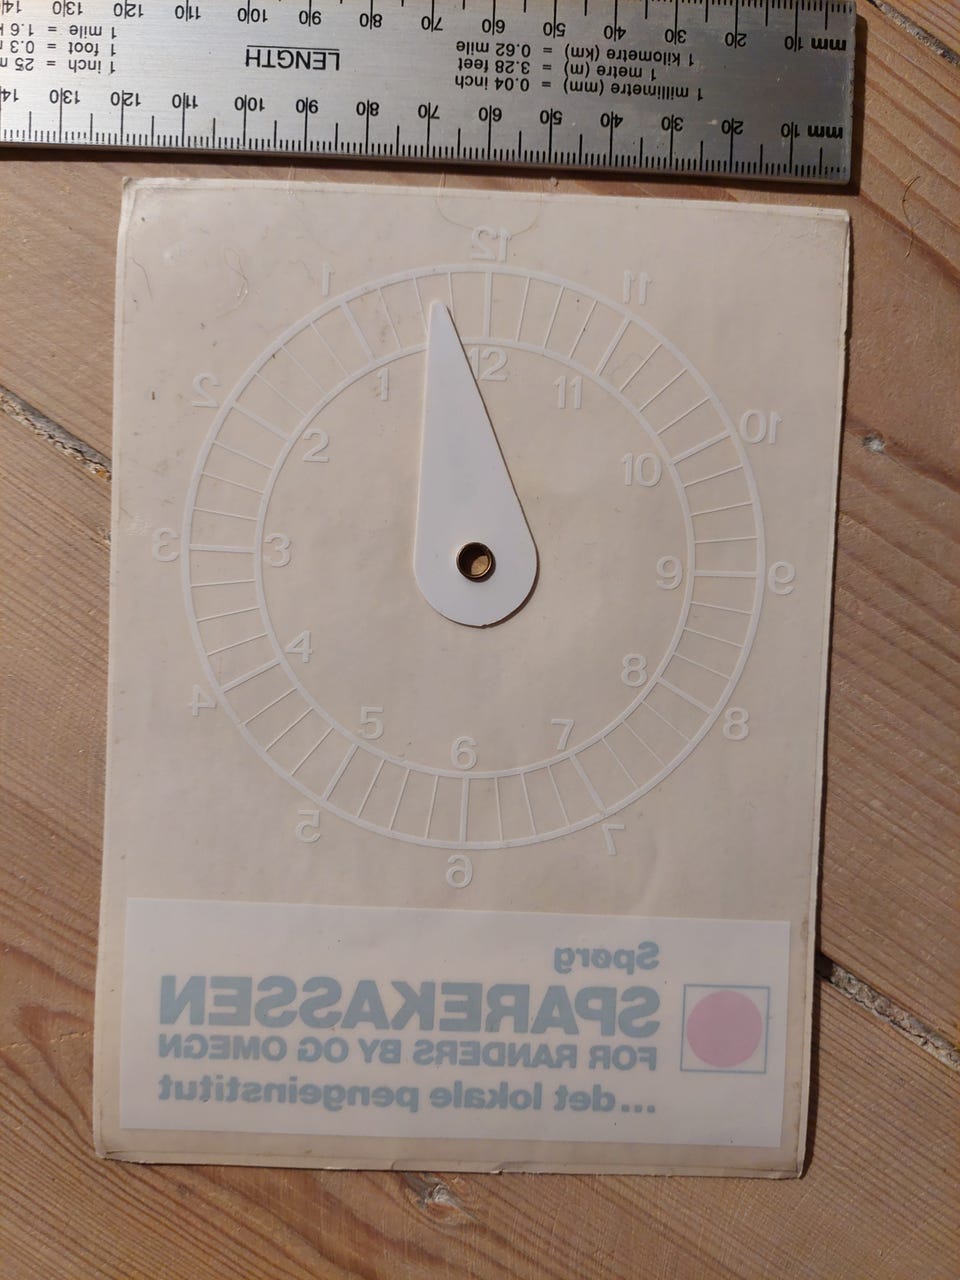 mm 10 20 30 40 50 60 70 80 90 100 110 120 130 14
1 millimetre (mm) = 0.04 inch
1 metre (m) = 3.28 feet
1 kilometre (km) = 0.62 mile
LENGTH
1 inch = 25 m
1 foot = 0.3 m
1 mile = 1.6 k
mm 10 20 30 40 50 60 70 80 90 100 110 120 130 14
12
11
10
9
8
7
6
5
4
3
2
1
12
11
10
9
8
7
6
5
4
3
2
1
Spørg
SPAREKASSEN
FOR RANDERS BY OG OMEGN
...det lokale pengeinstitut